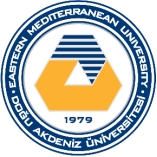 EASTERN MEDITERRANEAN UNIVERSITY
DOĞU AKDENİZ ÜNİVERSİTESİ
1979